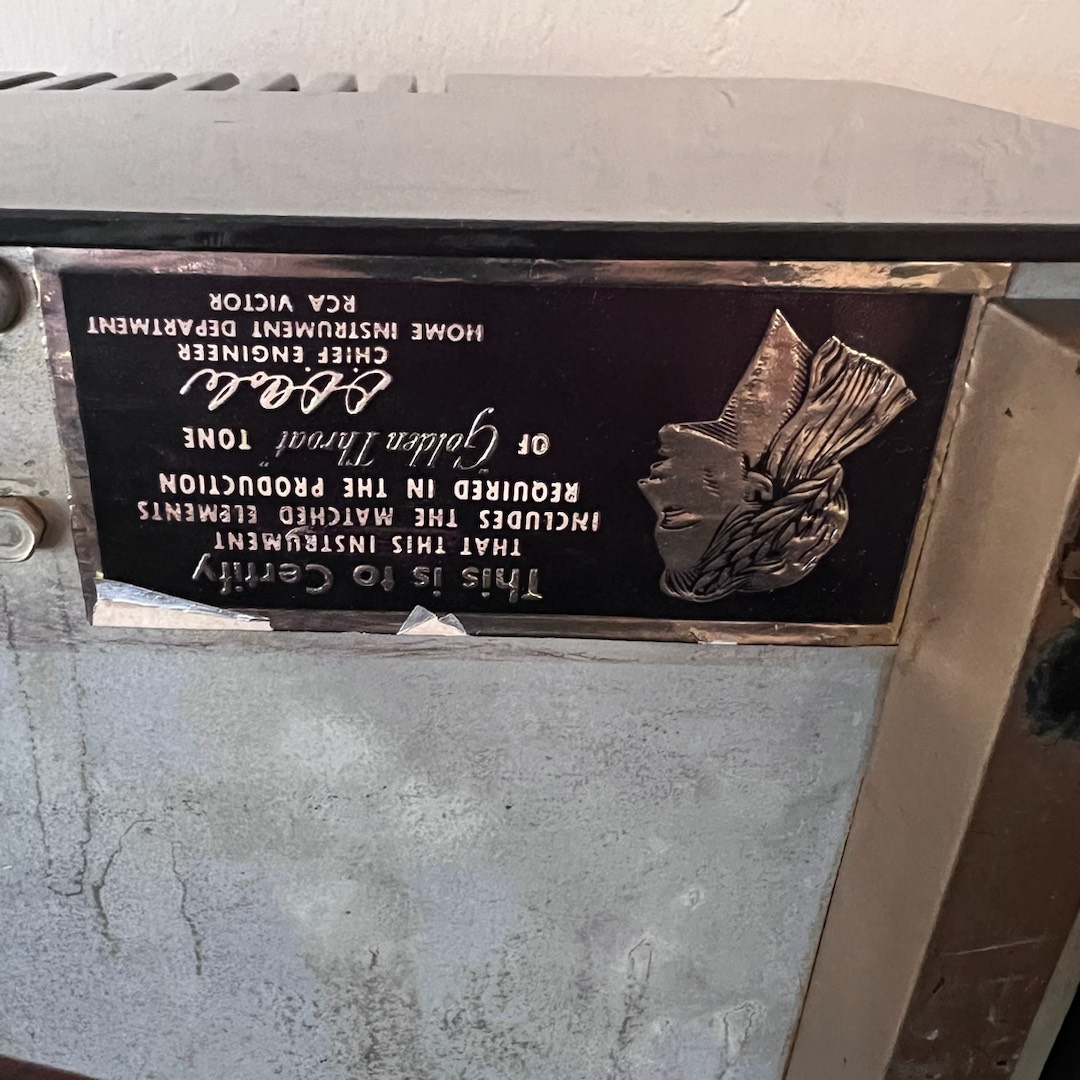 This is to Certify
THAT THIS INSTRUMENT
INCLUDES THE MATCHED ELEMENTS
REQUIRED IN THE PRODUCTION
OF "Golden Throat" TONE
CHIEF ENGINEER
HOME INSTRUMENT DEPARTMENT
RCA VICTOR